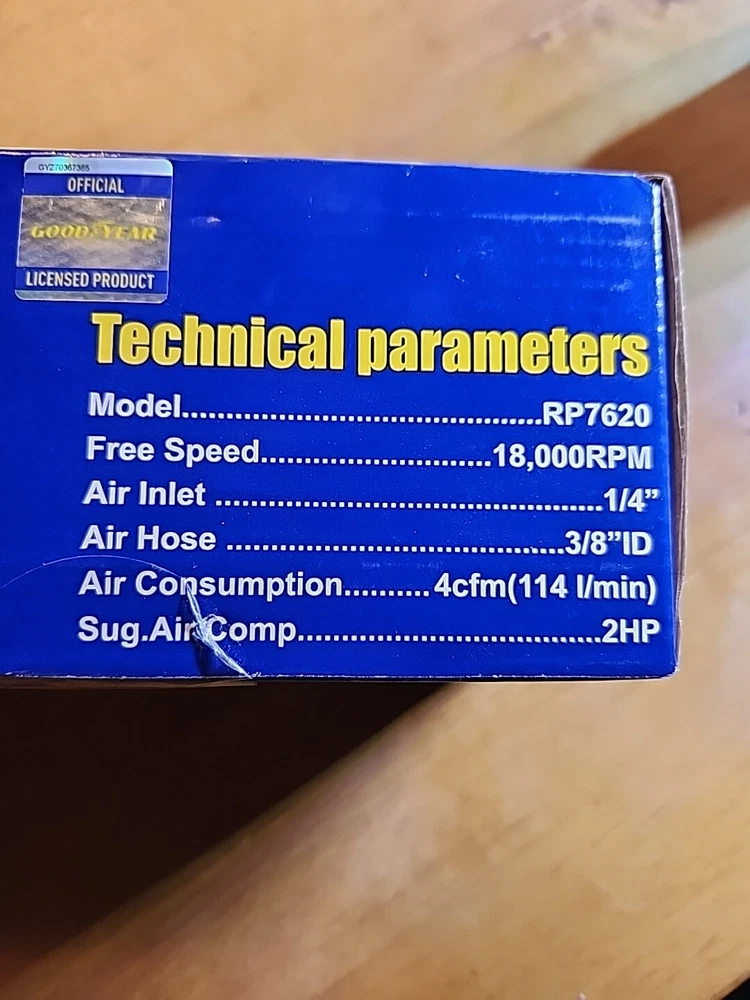 GYZ70367365
OFFICIAL
GOODYEAR
LICENSED PRODUCT
Technical parameters
Model.........................................RP7620
Free Speed..........................18,000RPM
Air Inlet ............................................1/4”
Air Hose ......................................3/8”ID
Air Consumption..........4cfm(114 l/min)
Sug.Air Comp..................................2HP